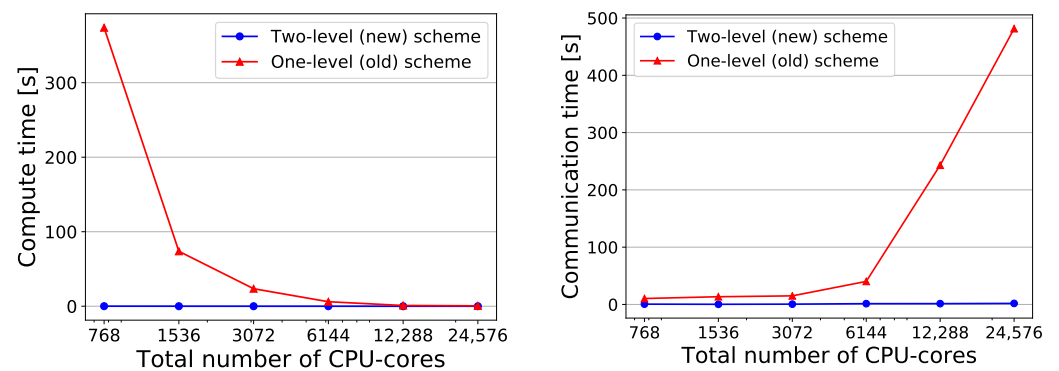 Compute time [s]
300
200
100
0
Two-level (new) scheme
One-level (old) scheme
768 1536 3072 6144 12,288 24,576
Total number of CPU-cores
Communication time [s]
500
400
300
200
100
0
Two-level (new) scheme
One-level (old) scheme
768 1536 3072 6144 12,288 24,576
Total number of CPU-cores